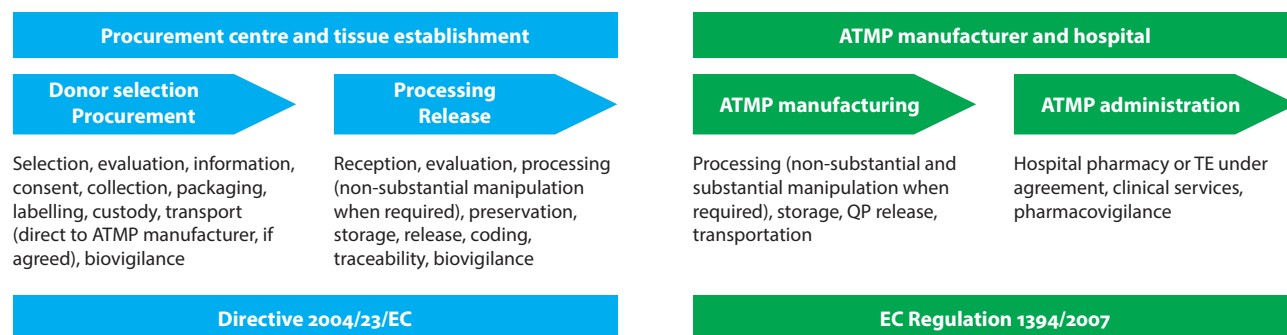 Procurement centre and tissue establishment
Donor selection
Procurement
Processing
Release
Selection, evaluation, information,
consent, collection, packaging,
labelling, custody, transport
(direct to ATMP manufacturer, if
agreed), biovigilance
Reception, evaluation, processing
(non-substantial manipulation
when required), preservation,
storage, release, coding,
traceability, biovigilance
Directive 2004/23/EC
ATMP manufacturer and hospital
ATMP manufacturing
ATMP administration
Processing (non-substantial and
substantial manipulation when
required), storage, QP release,
transportation
Hospital pharmacy or TE under
agreement, clinical services,
pharmacovigilance
EC Regulation 1394/2007